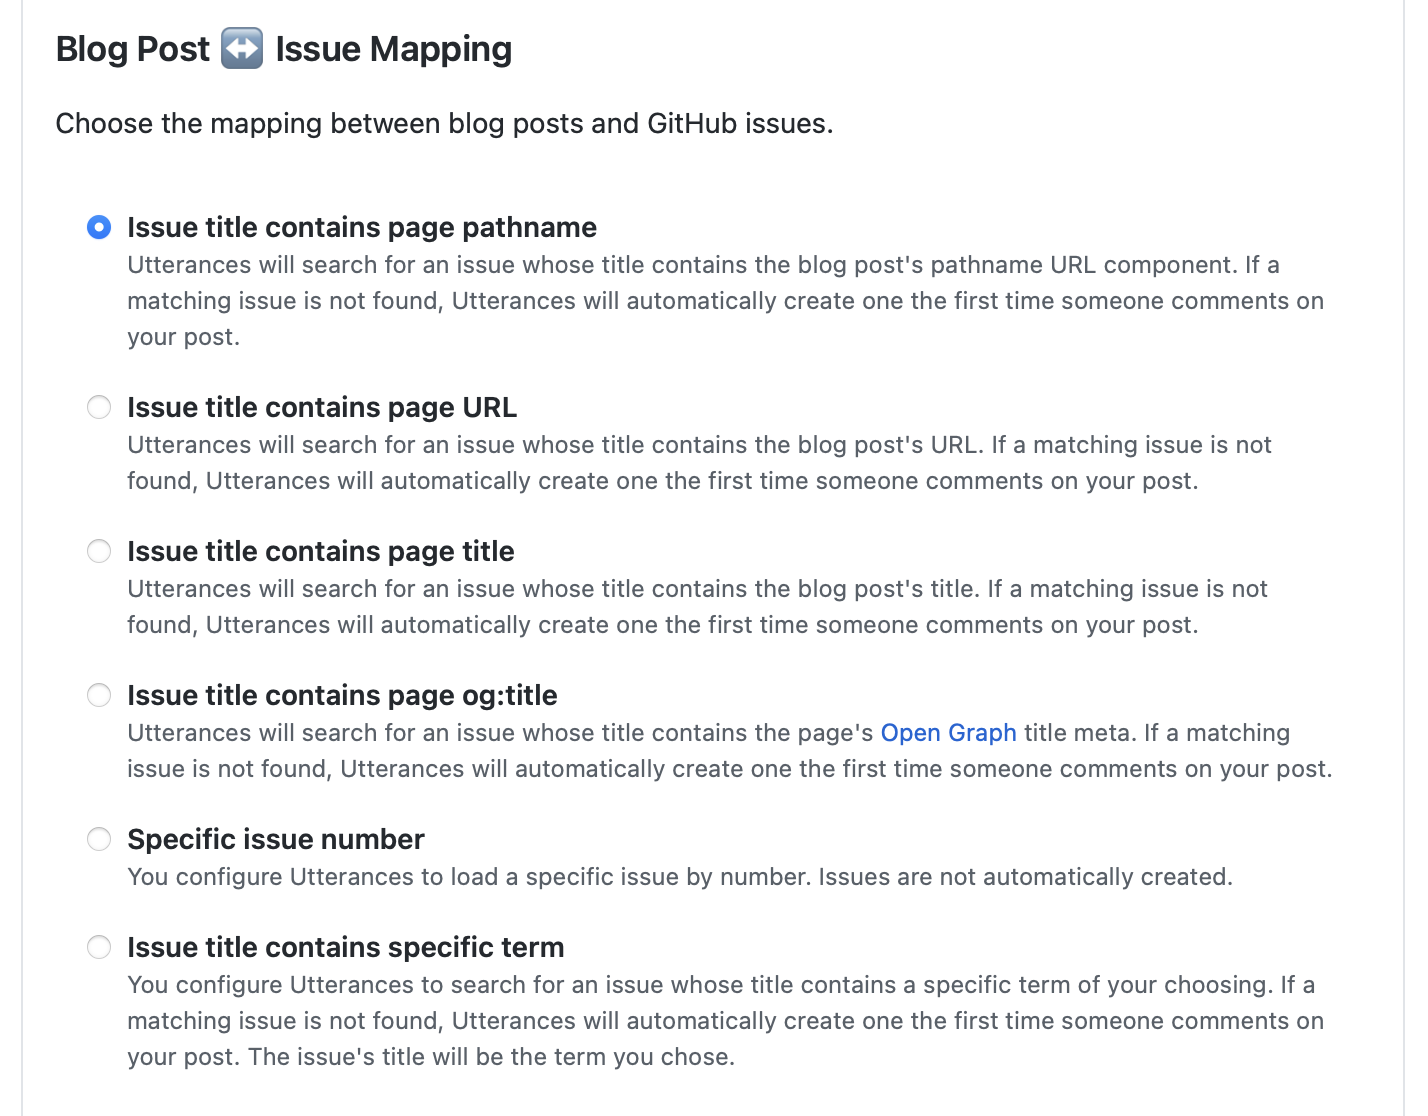 Blog Post ↔️ Issue Mapping
Choose the mapping between blog posts and GitHub issues.
Issue title contains page pathname
Utterances will search for an issue whose title contains the blog post's pathname URL component. If a
matching issue is not found, Utterances will automatically create one the first time someone comments on
your post.
Issue title contains page URL
Utterances will search for an issue whose title contains the blog post's URL. If a matching issue is not
found, Utterances will automatically create one the first time someone comments on your post.
Issue title contains page title
Utterances will search for an issue whose title contains the blog post's title. If a matching issue is not
found, Utterances will automatically create one the first time someone comments on your post.
Issue title contains page og:title
Utterances will search for an issue whose title contains the page's Open Graph title meta. If a matching
issue is not found, Utterances will automatically create one the first time someone comments on your post.
Specific issue number
You configure Utterances to load a specific issue by number. Issues are not automatically created.
Issue title contains specific term
You configure Utterances to search for an issue whose title contains a specific term of your choosing. If a
matching issue is not found, Utterances will automatically create one the first time someone comments on
your post. The issue's title will be the term you chose.